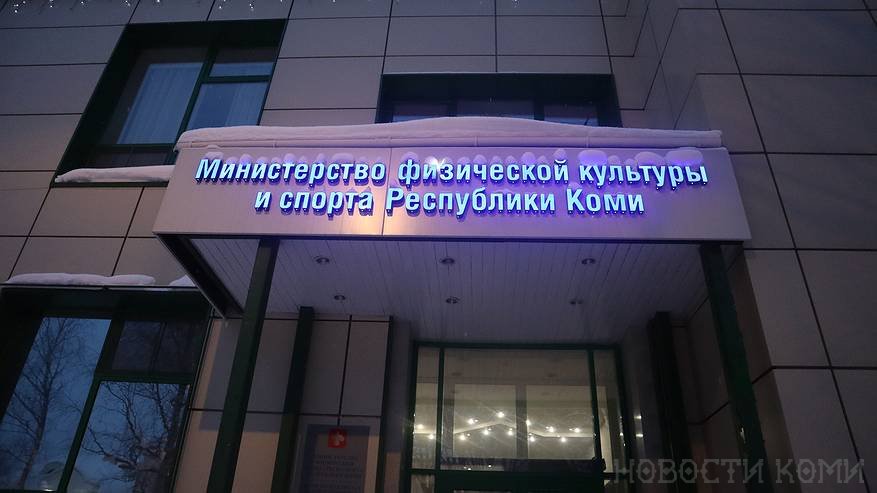 Министерство физической культуры
и спорта Республики Коми
НОВОСТИ КОМИ